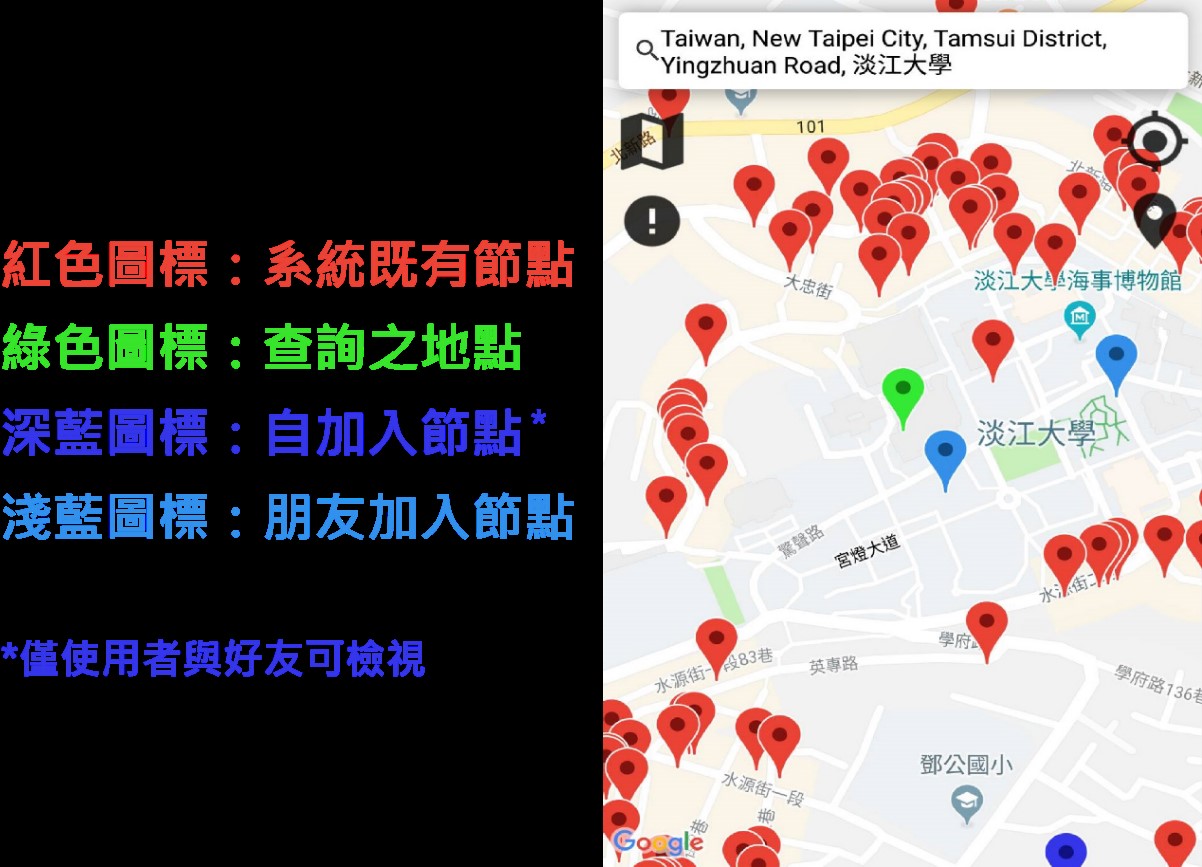 紅色圖標：系統既有節點
綠色圖標：查詢之地點
深藍圖標：自加入節點*
淺藍圖標：朋友加入節點
*僅使用者與好友可檢視
Taiwan, New Taipei City, Tamsui District,
Yingzhuan Road, 淡江大學
101
北新路
北新路
大忠街
淡江大學海事博物館
淡江大學
驚聲路
宮燈大道
水源街二
學府
水源街一段83巷
英專路
學府路136巷
鄧公國小
水源街一段
巷
巷
Google